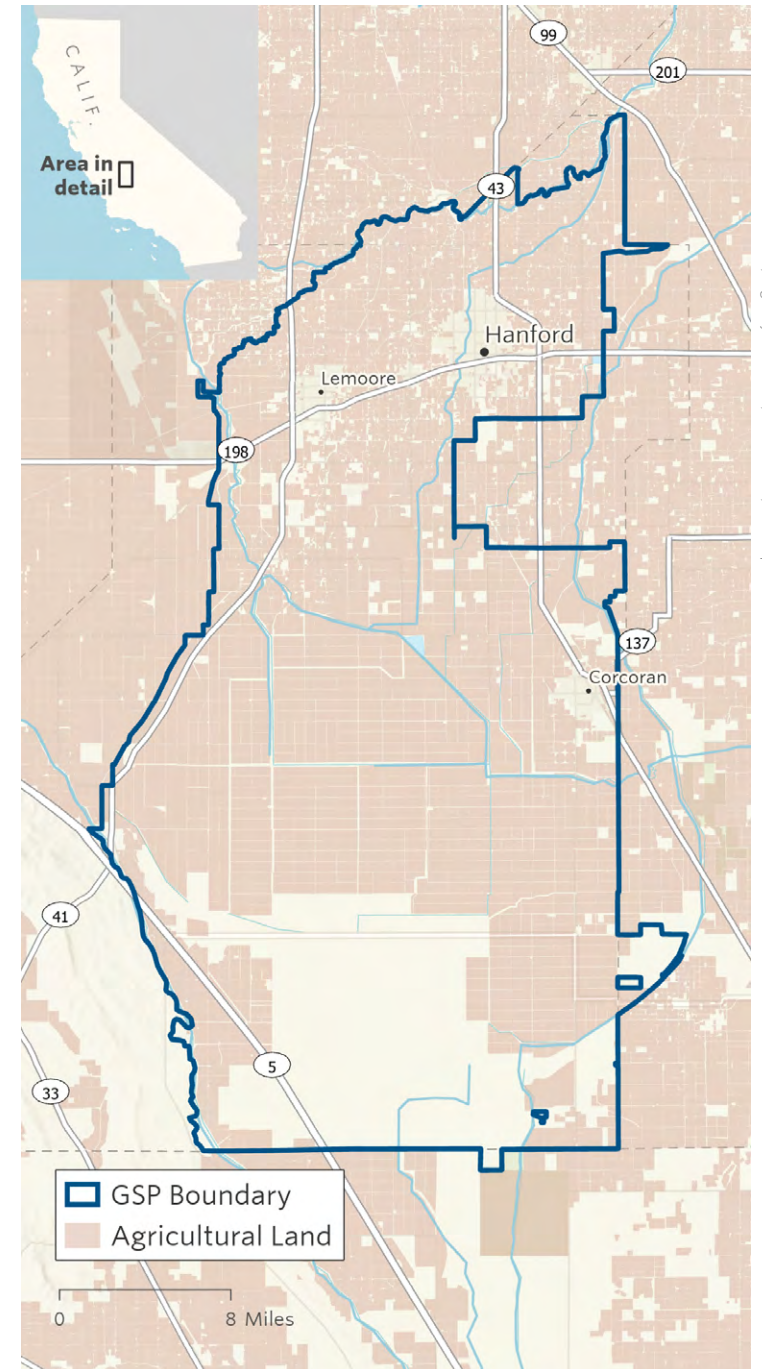 CALIF.
Area in
detail
99
201
43
Hanford
Lemoore
198
137
Corcoran
41
5
33
GSP Boundary
Agricultural Land
0 8 Miles